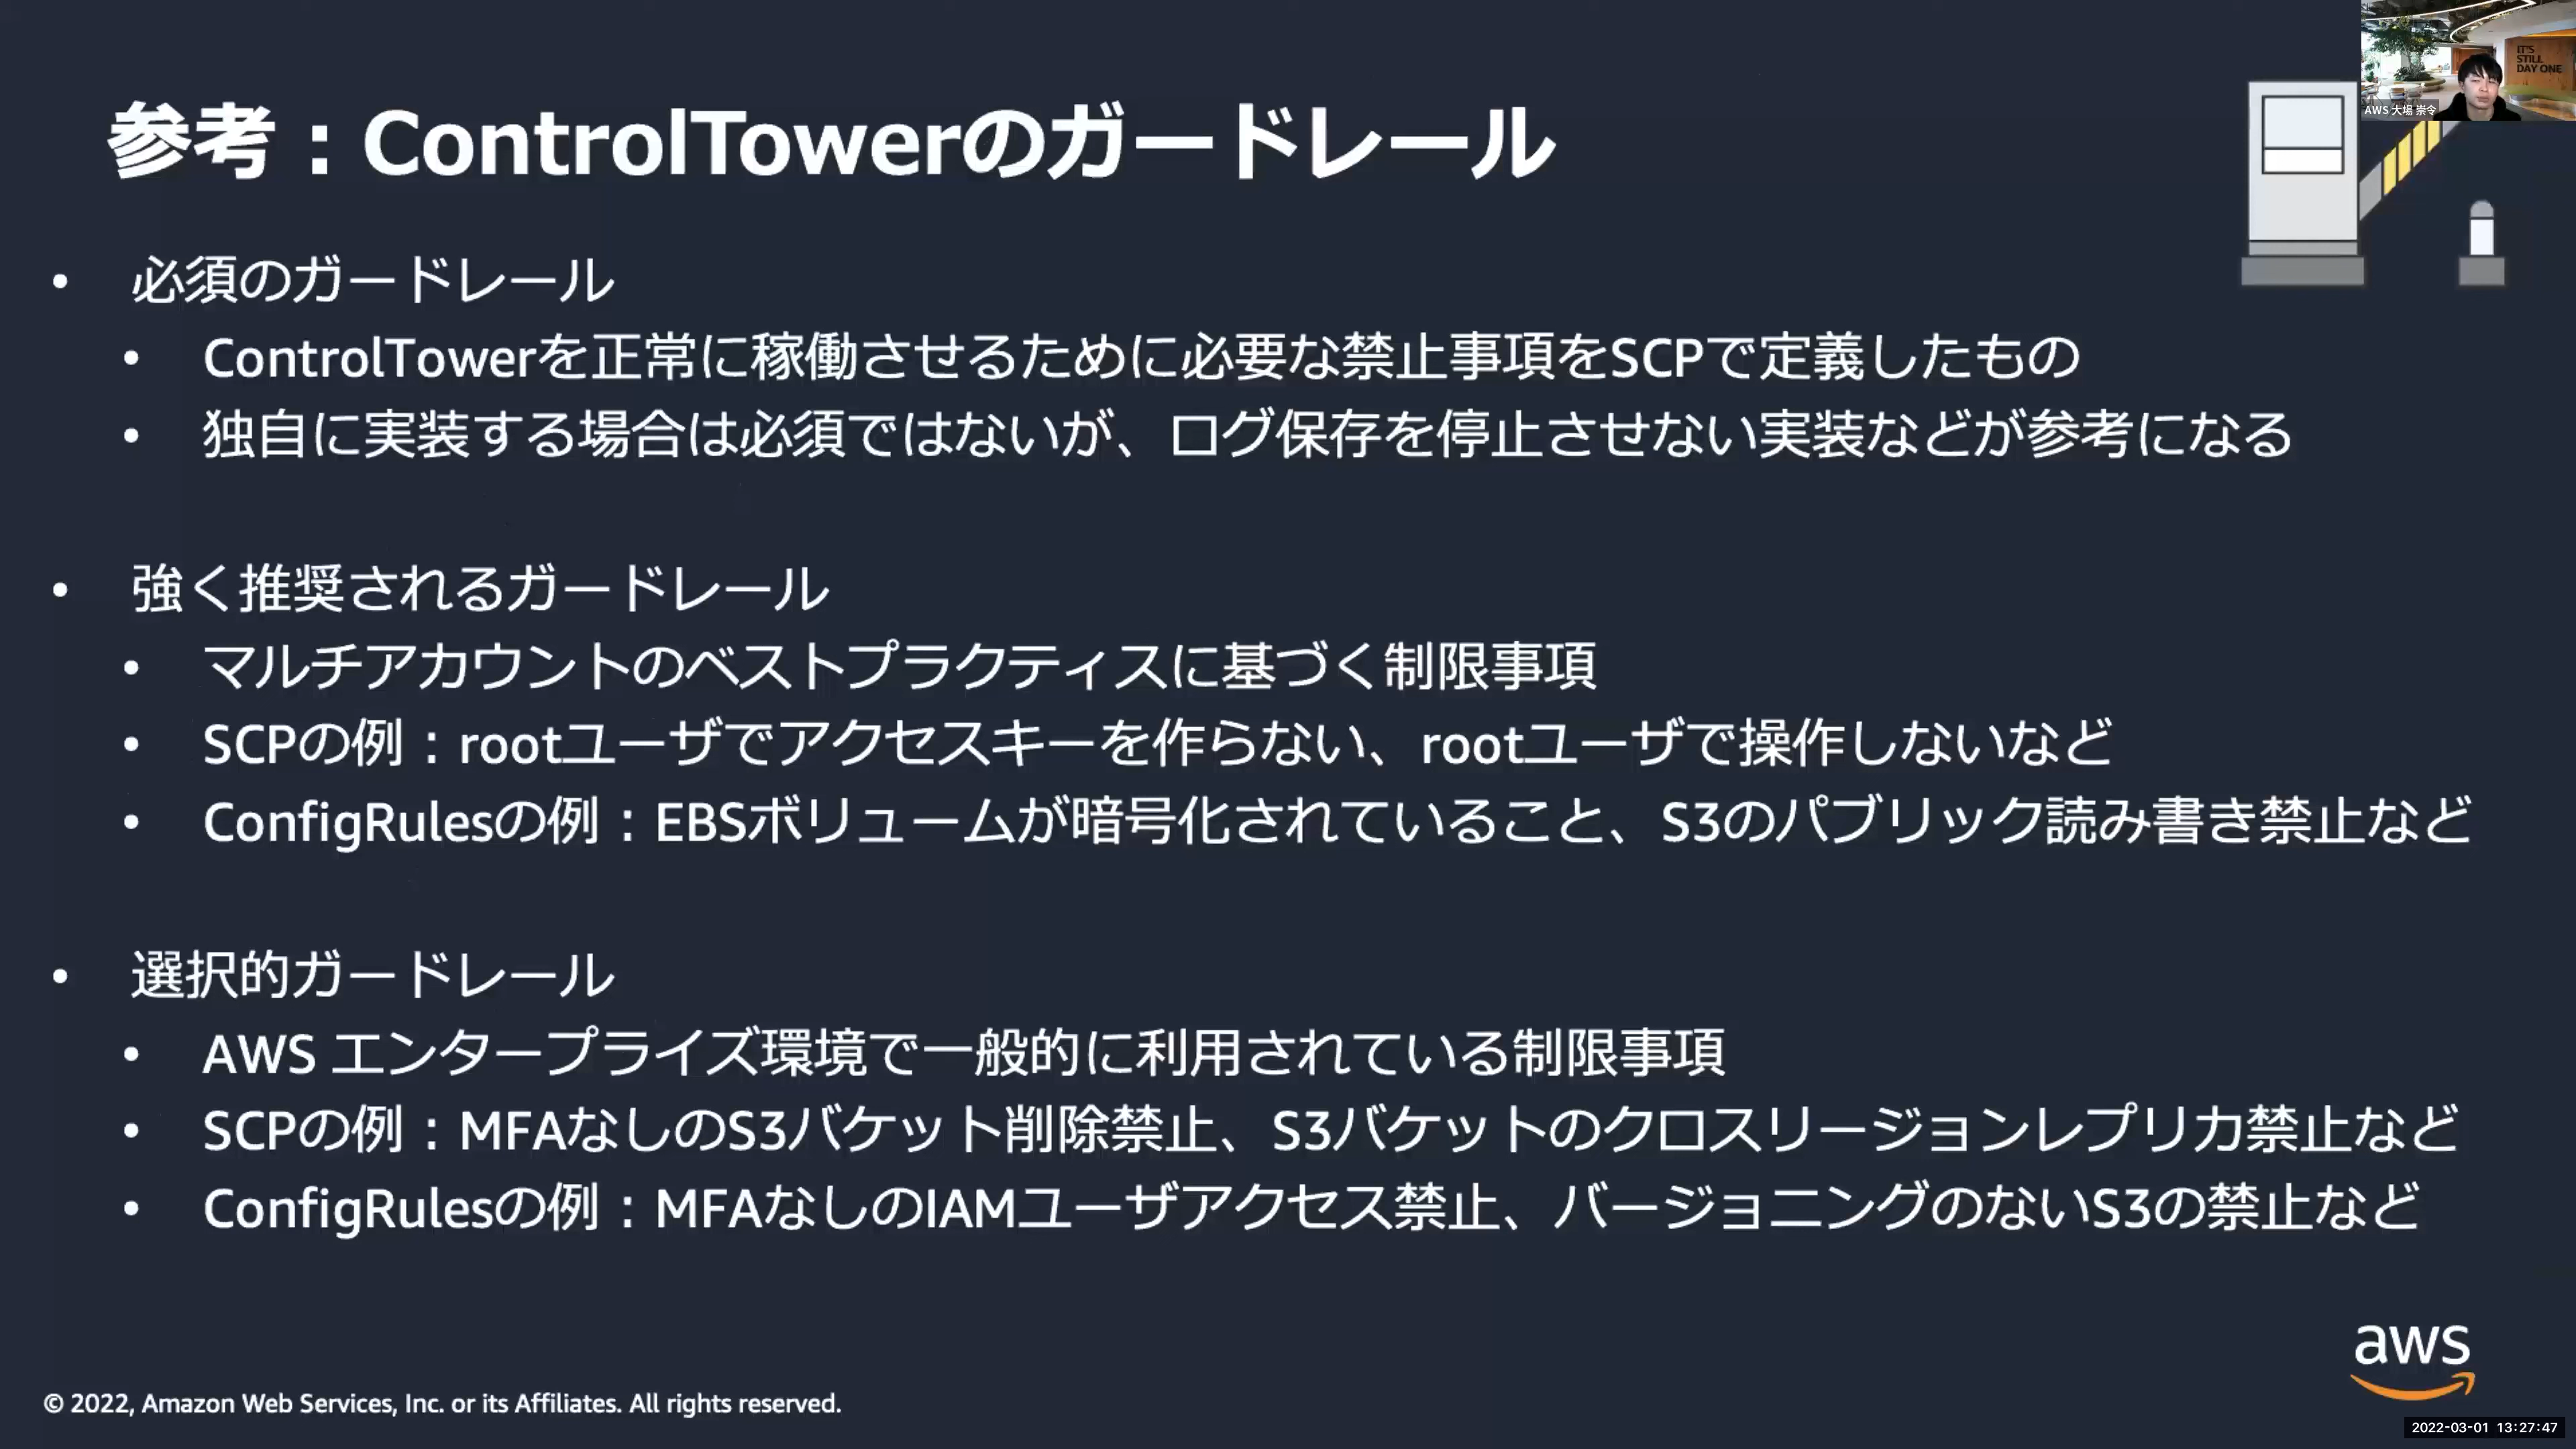 IT'S
STILL
DAY ONE
AWS 大場 崇令
参考：ControlTowerのガードレール
• 必須のガードレール
• ControlTowerを正常に稼働させるために必要な禁止事項をSCPで定義したもの
• 独自に実装する場合は必須ではないが、ログ保存を停止させない実装などが参考になる
• 強く推奨されるガードレール
• マルチアカウントのベストプラクティスに基づく制限事項
• SCPの例：rootユーザでアクセスキーを作らない、rootユーザで操作しないなど
• ConfigRulesの例：EBSボリュームが暗号化されていること、S3のパブリック読み書き禁止など
• 選択的ガードレール
• AWS エンタープライズ環境で一般的に利用されている制限事項
• SCPの例：MFAなしのS3バケット削除禁止、S3バケットのクロスリージョンレプリカ禁止など
• ConfigRulesの例：MFAなしのIAMユーザアクセス禁止、バージョニングのないS3の禁止など
aws
© 2022, Amazon Web Services, Inc. or its Affiliates. All rights reserved.
2022-03-01 13:27:47